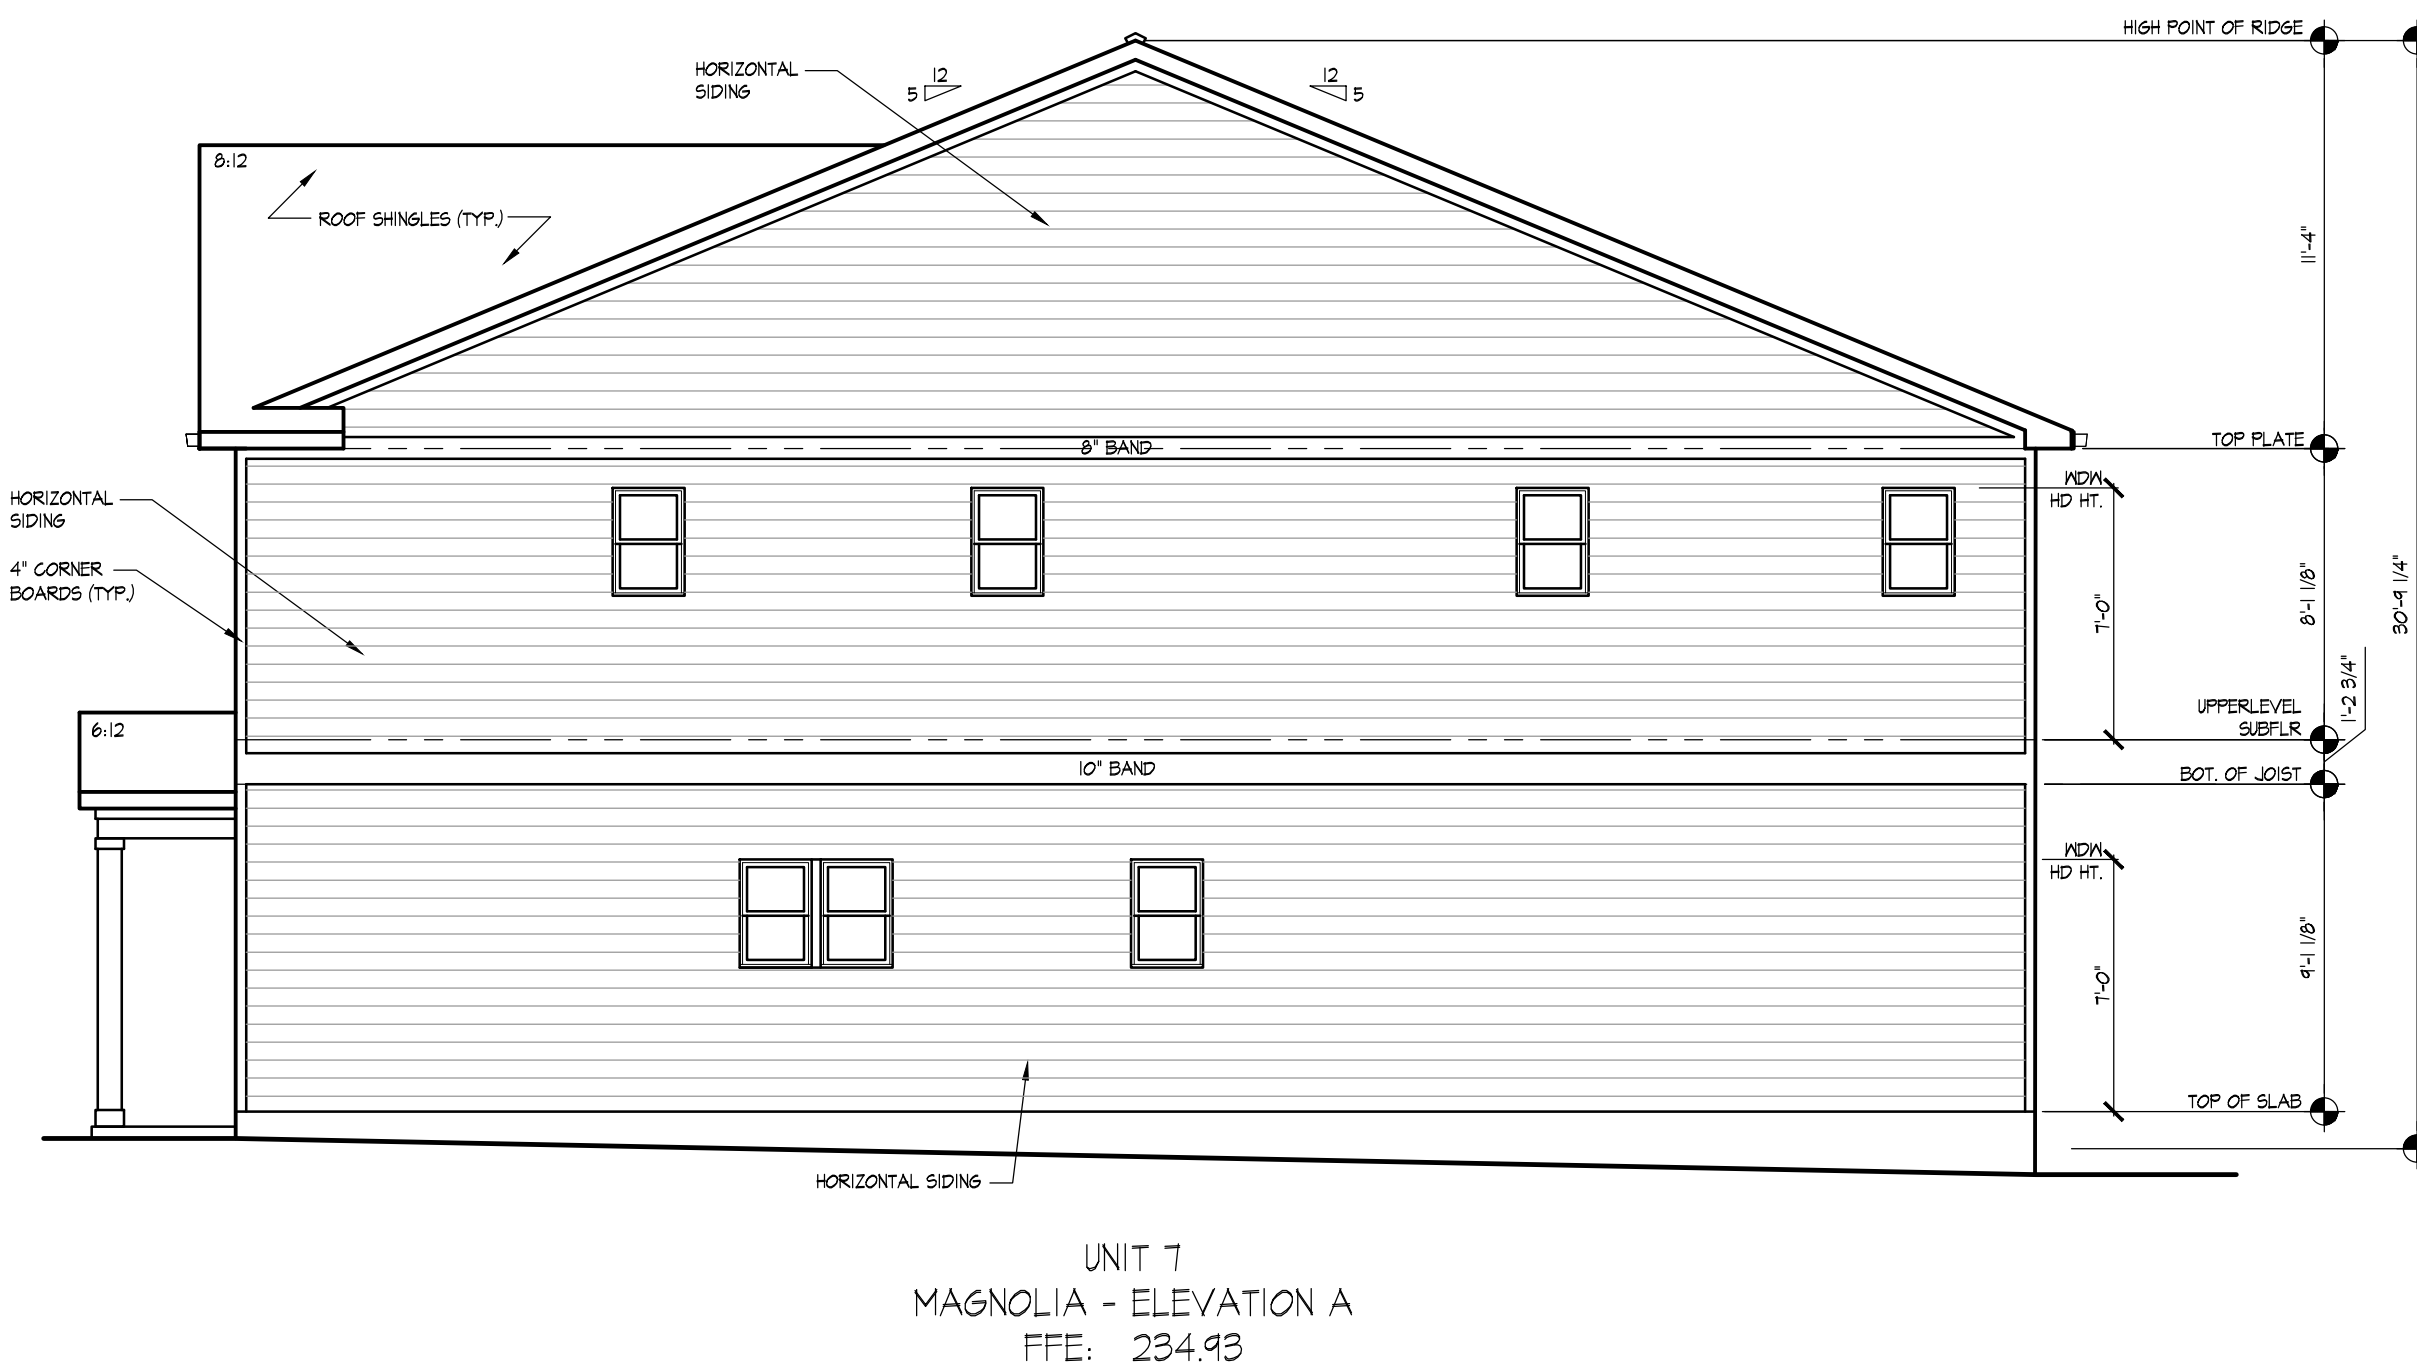 HIGH POINT OF RIDGE
HORIZONTAL
SIDING
12
5
12
5
8:12
ROOF SHINGLES (TYP.)
11'-4"
TOP PLATE
8" BAND
WDW
HD HT.
HORIZONTAL
SIDING
4" CORNER
BOARDS (TYP.)
7'-0"
8'-1 1/8"
30'-9 1/4"
1'-2 3/4"
UPPERLEVEL
SUBFLR
6:12
10" BAND
BOT. OF JOIST
WDW
HD HT.
7'-0"
9'-1 1/8"
TOP OF SLAB
HORIZONTAL SIDING
UNIT 7
MAGNOLIA - ELEVATION A
FFE: 234.93